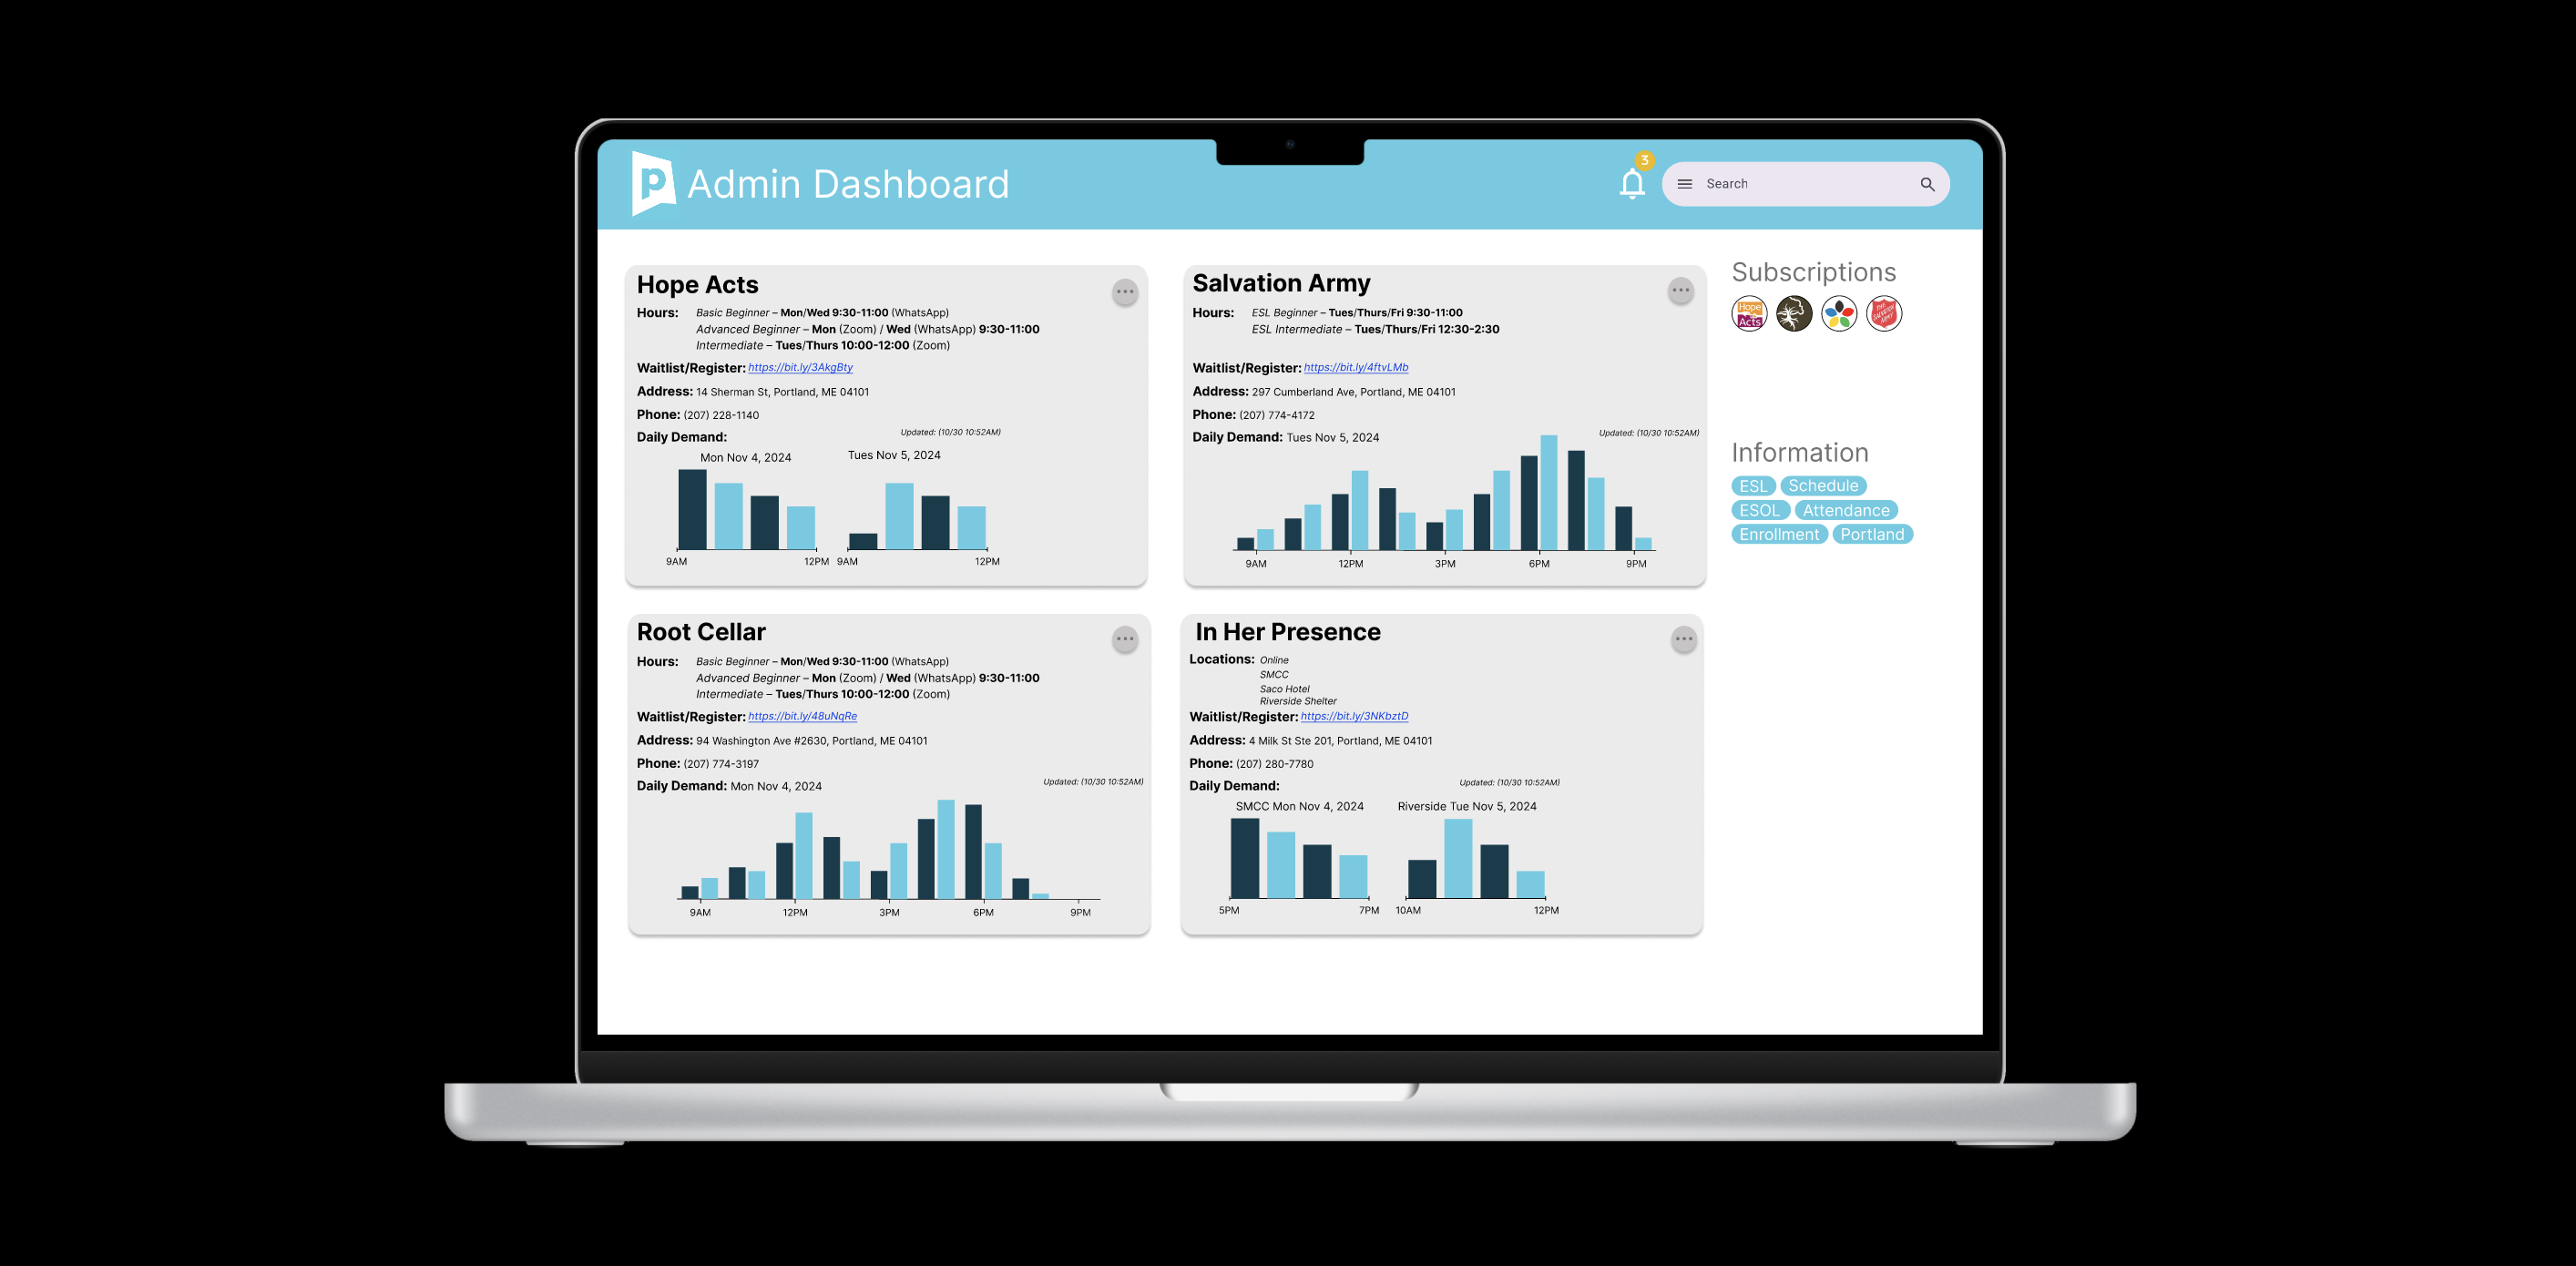 p Admin Dashboard
3
Search
Hope Acts
Hours: Basic Beginner – Mon/Wed 9:30-11:00 (WhatsApp)
Advanced Beginner – Mon (Zoom) / Wed (WhatsApp) 9:30-11:00
Intermediate – Tues/Thurs 10:00-12:00 (Zoom)
Waitlist/Register: https://bit.ly/3AkgBty
Address: 14 Sherman St, Portland, ME 04101
Phone: (207) 228-1140
Daily Demand:
Updated: (10/30 10:52AM)
Mon Nov 4, 2024
Tues Nov 5, 2024
9AM 12PM 9AM 12PM
Salvation Army
Hours: ESL Beginner – Tues/Thurs/Fri 9:30-11:00
ESL Intermediate – Tues/Thurs/Fri 12:30-2:30
Waitlist/Register: https://bit.ly/4ftvLMb
Address: 297 Cumberland Ave, Portland, ME 04101
Phone: (207) 774-4172
Daily Demand: Tues Nov 5, 2024
Updated: (10/30 10:52AM)
9AM 12PM 3PM 6PM 9PM
Subscriptions
Hope
Acts
THE
SALVATION
ARMY
Information
ESL Schedule
ESOL Attendance
Enrollment Portland
Root Cellar
Hours: Basic Beginner – Mon/Wed 9:30-11:00 (WhatsApp)
Advanced Beginner – Mon (Zoom) / Wed (WhatsApp) 9:30-11:00
Intermediate – Tues/Thurs 10:00-12:00 (Zoom)
Waitlist/Register: https://bit.ly/48uNqRe
Address: 94 Washington Ave #2630, Portland, ME 04101
Phone: (207) 774-3197
Daily Demand: Mon Nov 4, 2024
Updated: (10/30 10:52AM)
9AM 12PM 3PM 6PM 9PM
In Her Presence
Locations: Online
SMCC
Saco Hotel
Riverside Shelter
Waitlist/Register: https://bit.ly/3NKbztD
Address: 4 Milk St Ste 201, Portland, ME 04101
Phone: (207) 280-7780
Daily Demand:
Updated: (10/30 10:52AM)
SMCC Mon Nov 4, 2024
Riverside Tue Nov 5, 2024
5PM 7PM 10AM 12PM